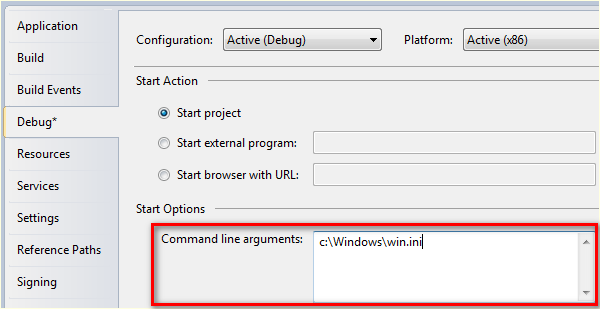 Application
Build
Build Events
Debug*
Resources
Services
Settings
Reference Paths
Signing
Configuration: Active (Debug) Platform: Active (x86)
Start Action
Start project
Start external program:
Start browser with URL:
Start Options
Command line arguments: c:\Windows\win.ini